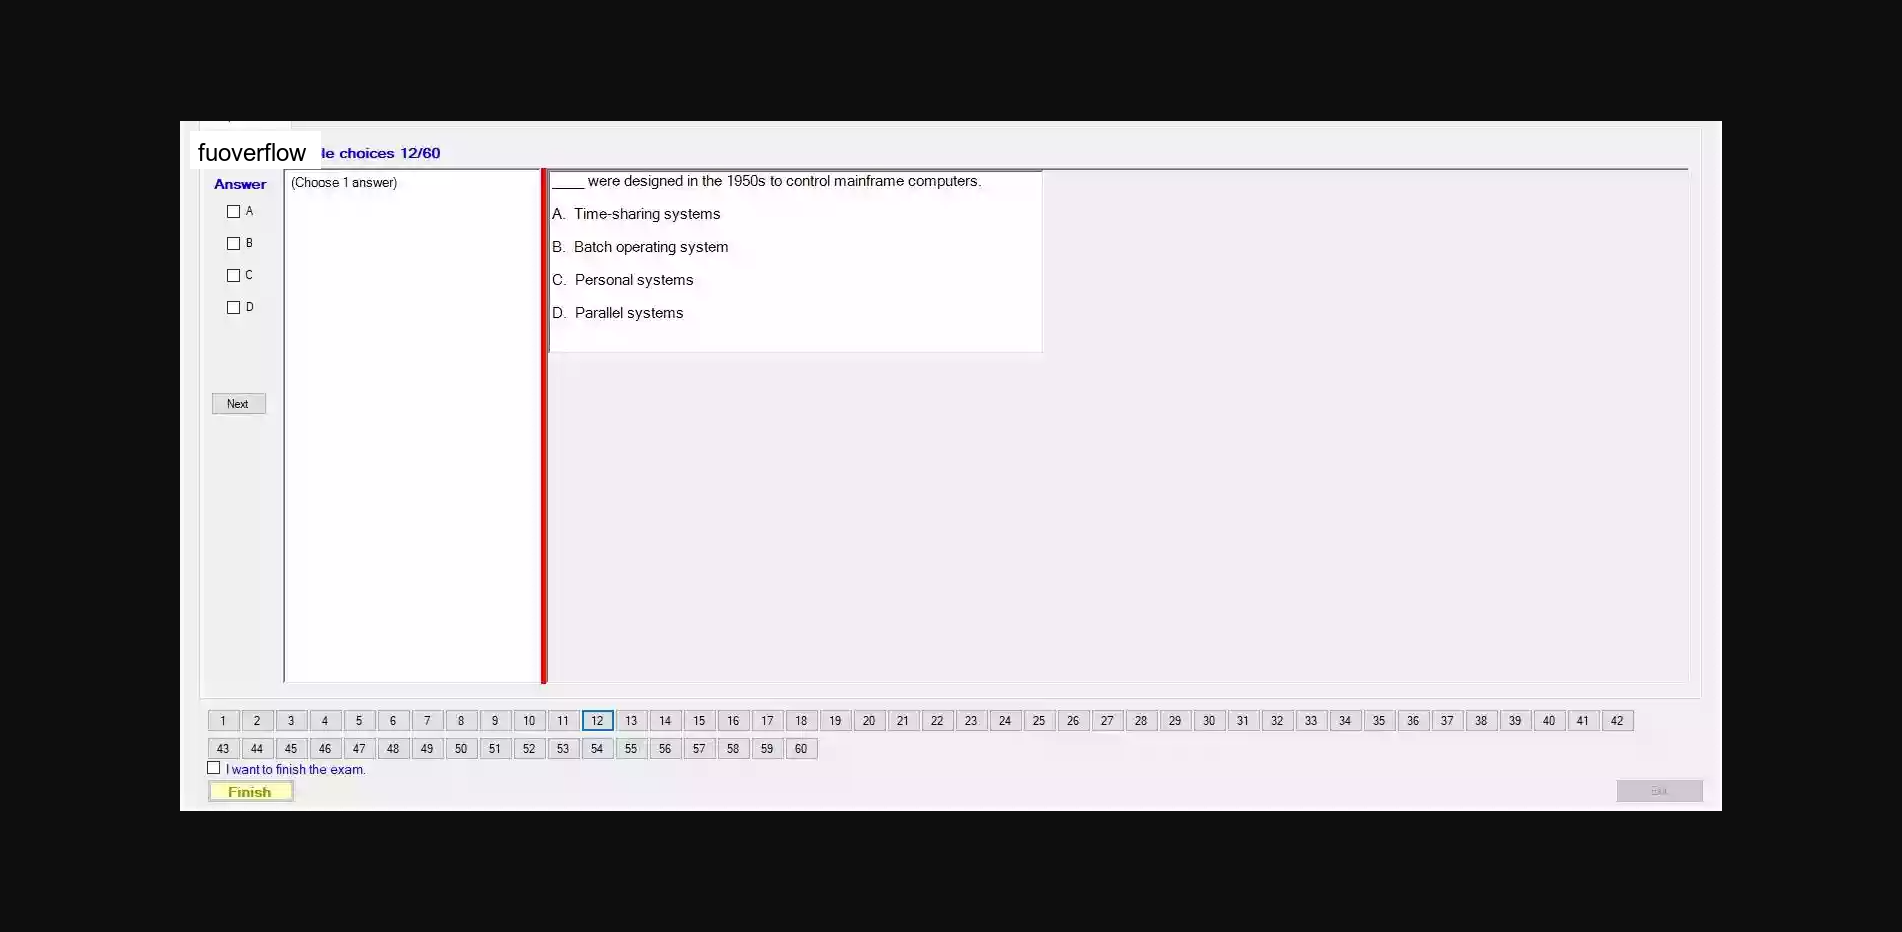 fuoverflow
le choices 12/60
Answer
(Choose 1 answer)
A
B
C
D
Next
____ were designed in the 1950s to control mainframe computers.
A. Time-sharing systems
B. Batch operating system
C. Personal systems
D. Parallel systems
1 2 3 4 5 6 7 8 9 10 11 12 13 14 15 16 17 18 19 20 21 22 23 24 25 26 27 28 29 30 31 32 33 34 35 36 37 38 39 40 41 42
43 44 45 46 47 48 49 50 51 52 53 54 55 56 57 58 59 60
I want to finish the exam.
Finish
Exit